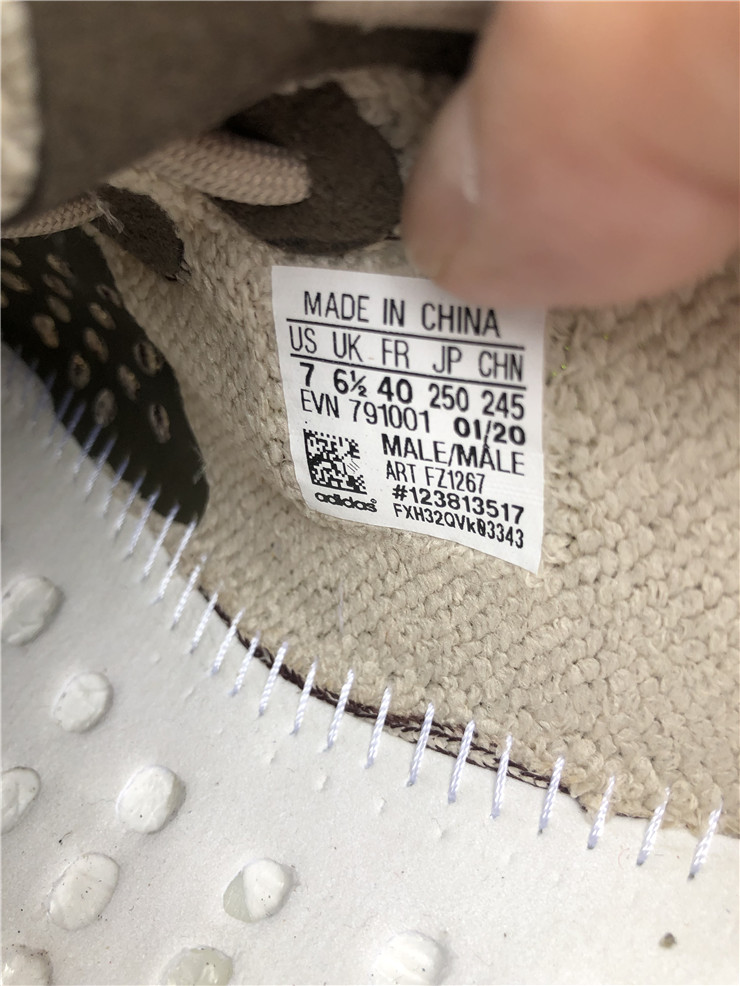 MADE IN CHINA
US UK FR JP CHN
7 6½ 40 250 245
EVN 791001 01/20
MALE/MÂLE
ART FZ1267
#123813517
adidas®
FXH32QVk03343